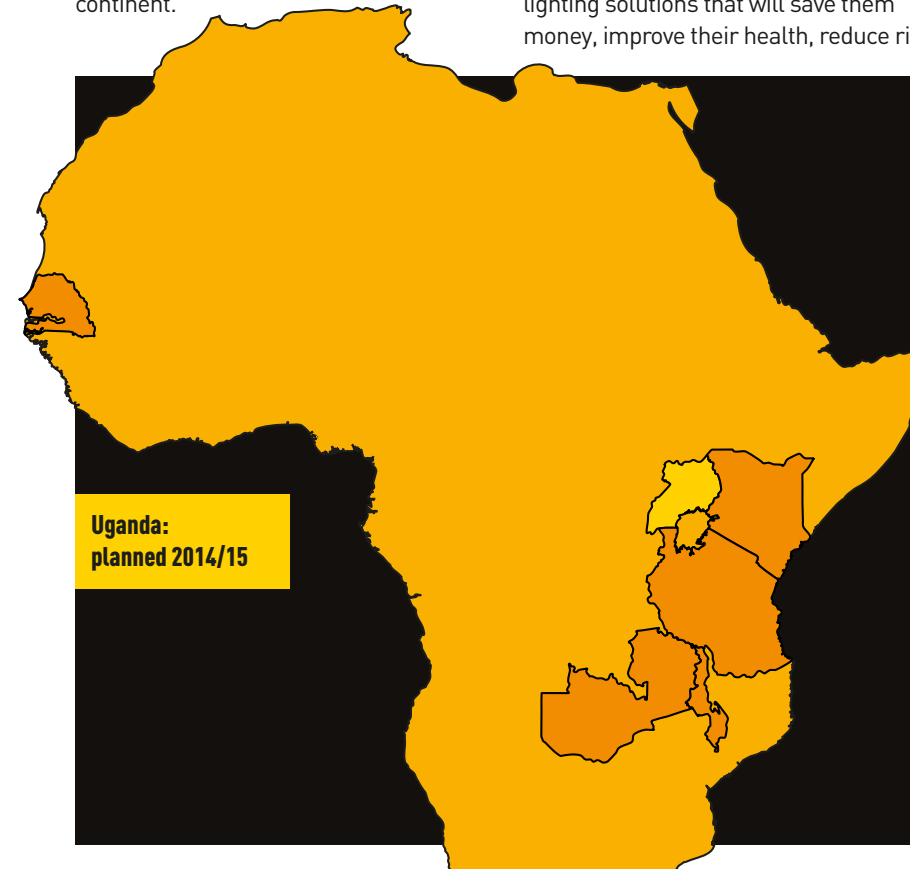 continent.
lighting solutions that will save them
money, improve their health, reduce ri
Uganda:
planned 2014/15